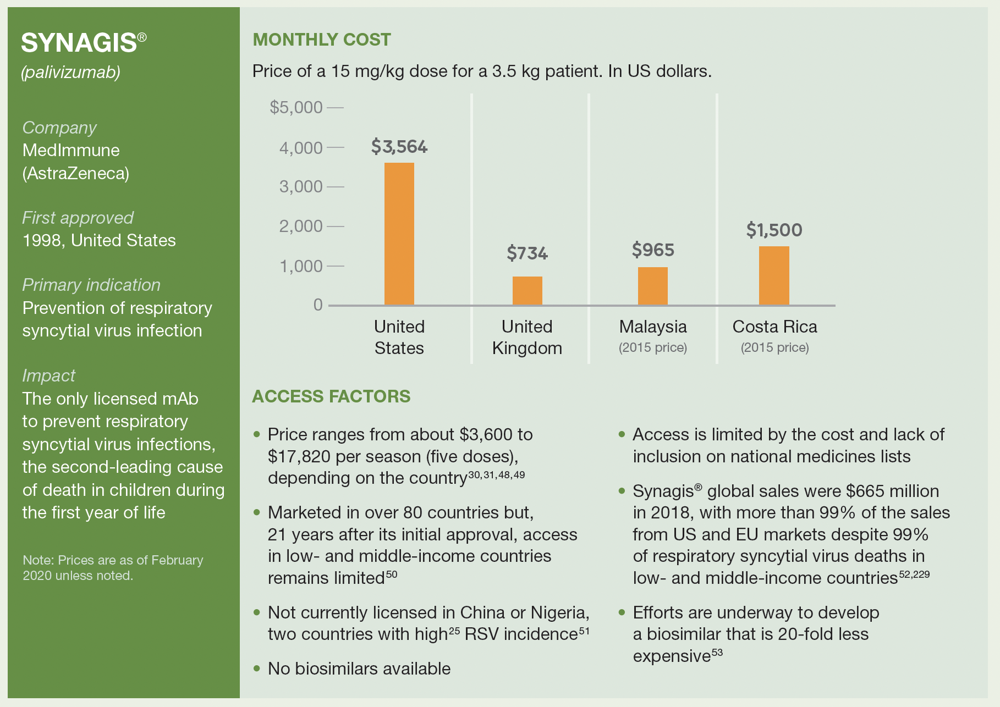 SYNAGIS®
(palivizumab)
Company
MedImmune
(AstraZeneca)
First approved
1998, United States
Primary indication
Prevention of respiratory
syncytial virus infection
Impact
The only licensed mAb
to prevent respiratory
syncytial virus infections,
the second-leading cause
of death in children during
the first year of life
Note: Prices are as of February
2020 unless noted.
MONTHLY COST
Price of a 15 mg/kg dose for a 3.5 kg patient. In US dollars.
$5,000
4,000
3,000
2,000
1,000
0
$3,564
$734
$965
$1,500
United
States
United
Kingdom
Malaysia
(2015 price)
Costa Rica
(2015 price)
ACCESS FACTORS
• Price ranges from about $3,600 to
$17,820 per season (five doses),
depending on the country30,31,48,49
• Marketed in over 80 countries but,
21 years after its initial approval, access
in low- and middle-income countries
remains limited50
• Not currently licensed in China or Nigeria,
two countries with high25 RSV incidence51
• No biosimilars available
• Access is limited by the cost and lack of
inclusion on national medicines lists
• Synagis® global sales were $665 million
in 2018, with more than 99% of the sales
from US and EU markets despite 99%
of respiratory syncytial virus deaths in
low- and middle-income countries52,229
• Efforts are underway to develop
a biosimilar that is 20-fold less
expensive53